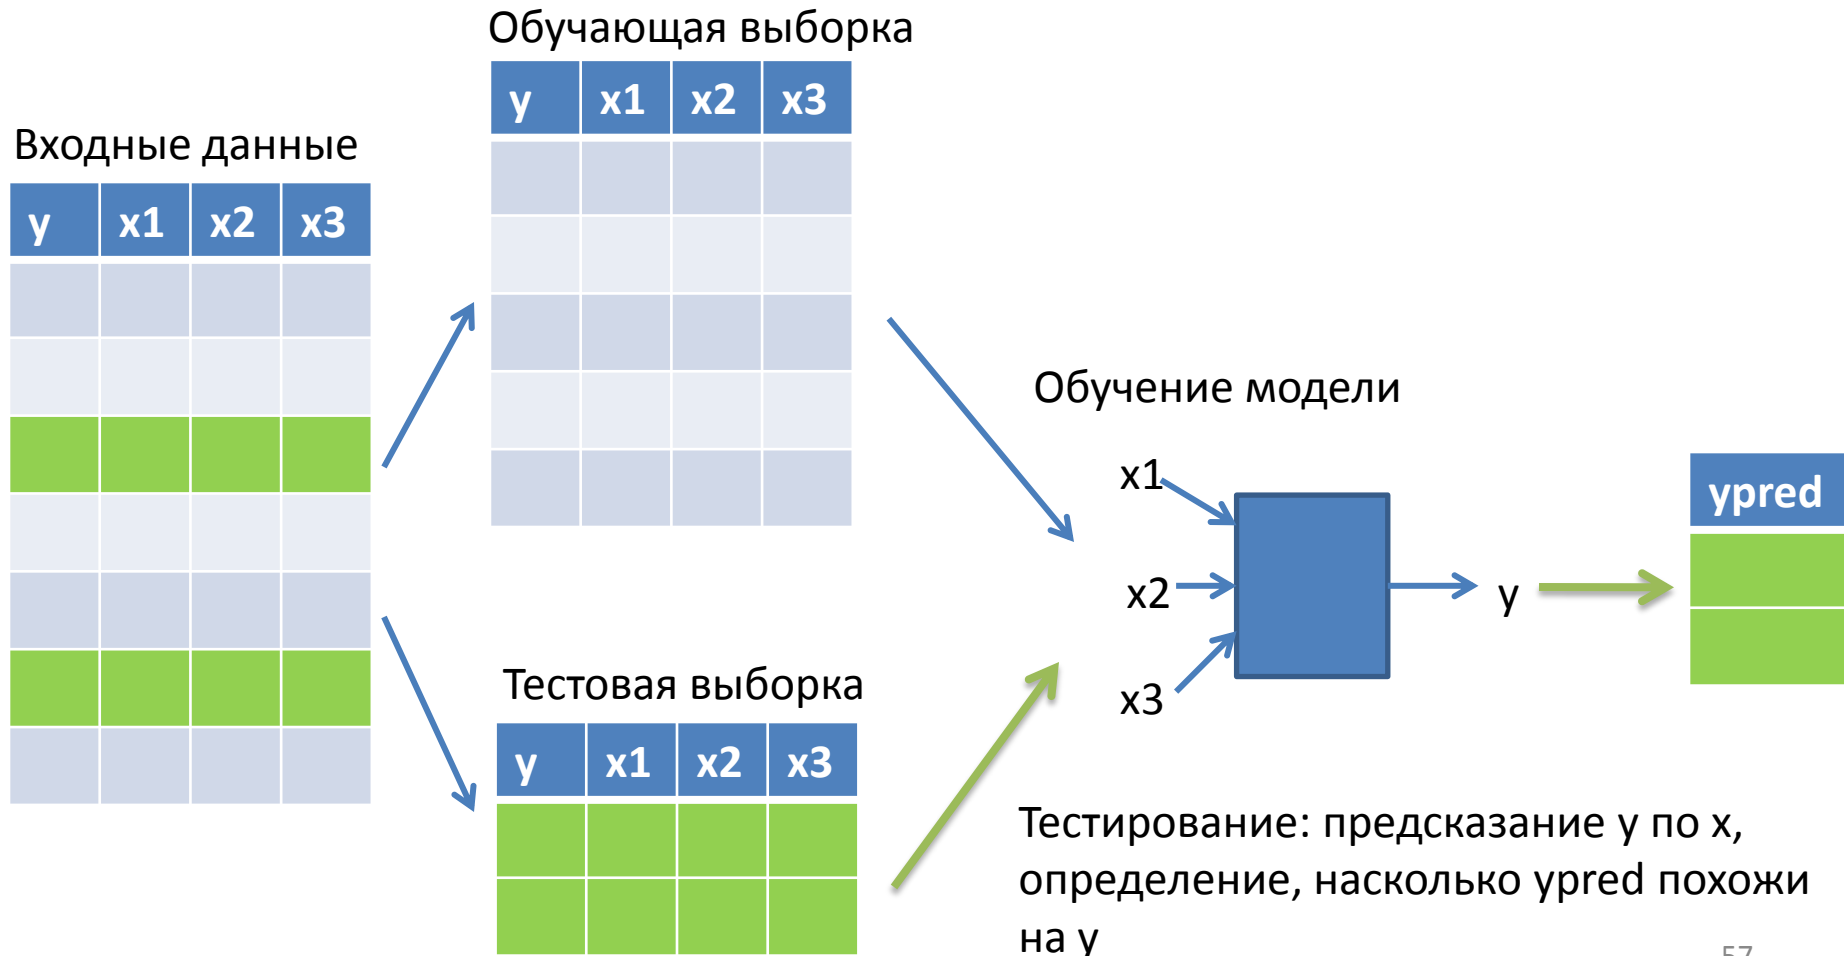 Обучающая выборка
y x1 x2 x3
Входные данные
y x1 x2 x3
Обучение модели
x1
x2
x3
y
ypred
Тестовая выборка
y x1 x2 x3
Тестирование: предсказание y по x,
определение, насколько ypred похожи
на y
57